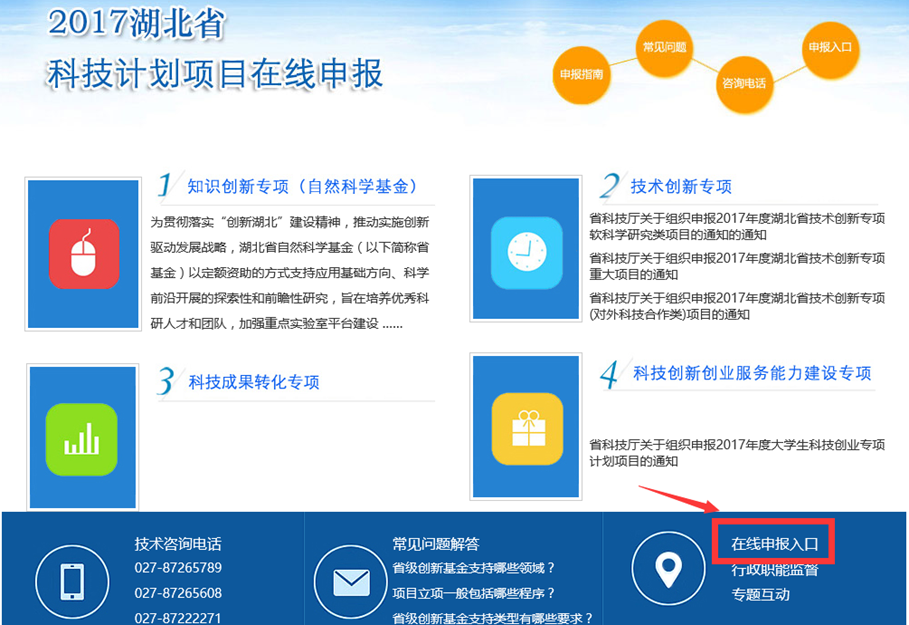 2017湖北省
科技计划项目在线申报
申报指南
常见问题
咨询电话
申报入口
1 知识创新专项（自然科学基金）
为贯彻落实“创新湖北”建设精神，推动实施创新
驱动发展战略，湖北省自然科学基金（以下简称省
基金）以定额资助的方式支持应用基础方向、科学
前沿开展的探索性和前瞻性研究，旨在培养优秀科
研人才和团队，加强重点实验室平台建设 ......
2 技术创新专项
省科技厅关于组织申报2017年度湖北省技术创新专项
软科学研究类项目的通知的通知
省科技厅关于组织申报2017年度湖北省技术创新专项
重大项目的通知
省科技厅关于组织申报2017年度湖北省技术创新专项
(对外科技合作类)项目的通知
3 科技成果转化专项
4 科技创新创业服务能力建设专项
省科技厅关于组织申报2017年度大学生科技创业专项
计划项目的通知
技术咨询电话
027-87265789
027-87265608
027-87222271
常见问题解答
省级创新基金支持哪些领域？
项目立项一般包括哪些程序？
省级创新基金支持类型有哪些要求？
在线申报入口
行政职能监督
专题互动